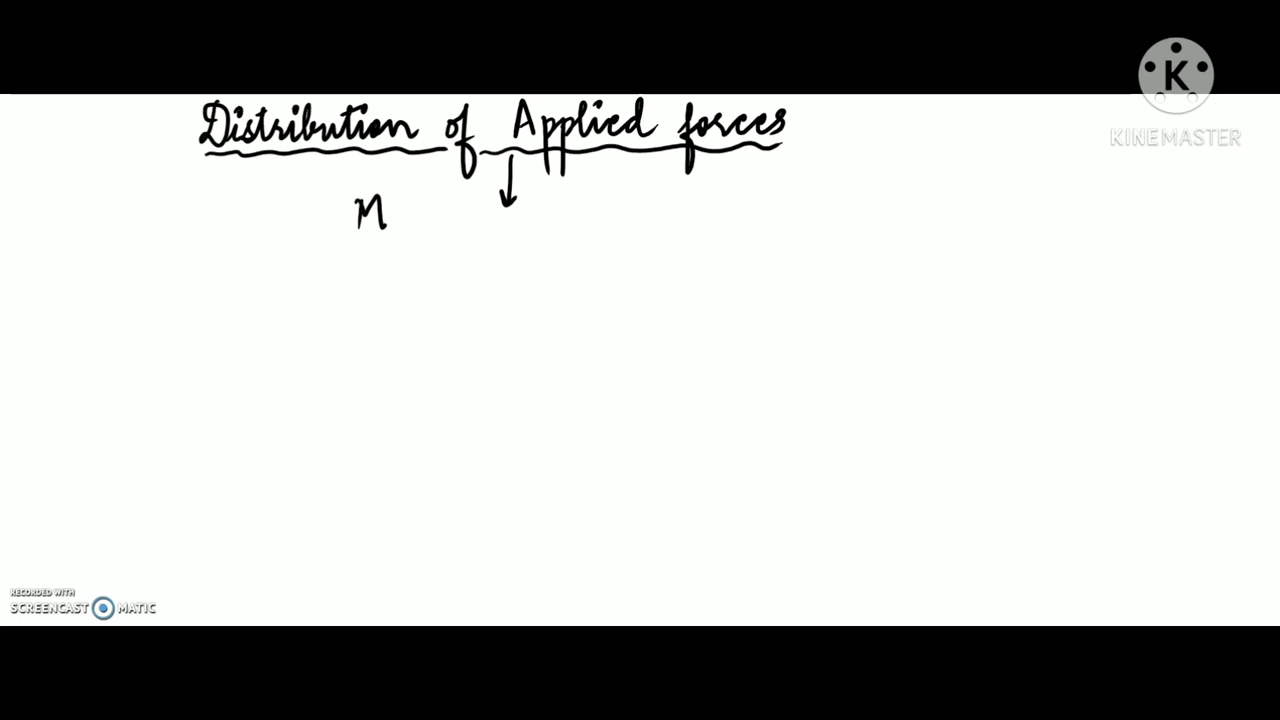 K
KINEMASTER
Distribution of Applied forces
M
RECORDED WITH
SCREENCAST MATIC